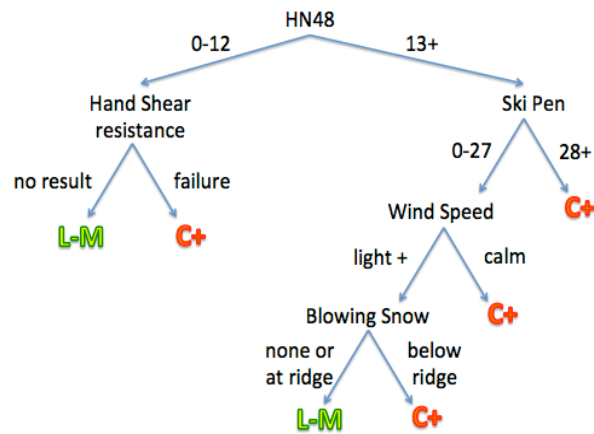 HN48
0-12
13+
Hand Shear
resistance
Ski Pen
0-27
28+
no result
failure
L-M
C+
Wind Speed
C+
light +
calm
Blowing Snow
C+
none or
at ridge
below
ridge
L-M
C+